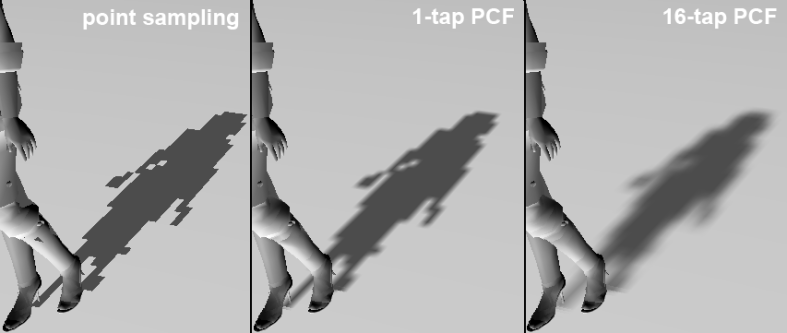 point sampling
1-tap PCF
16-tap PCF